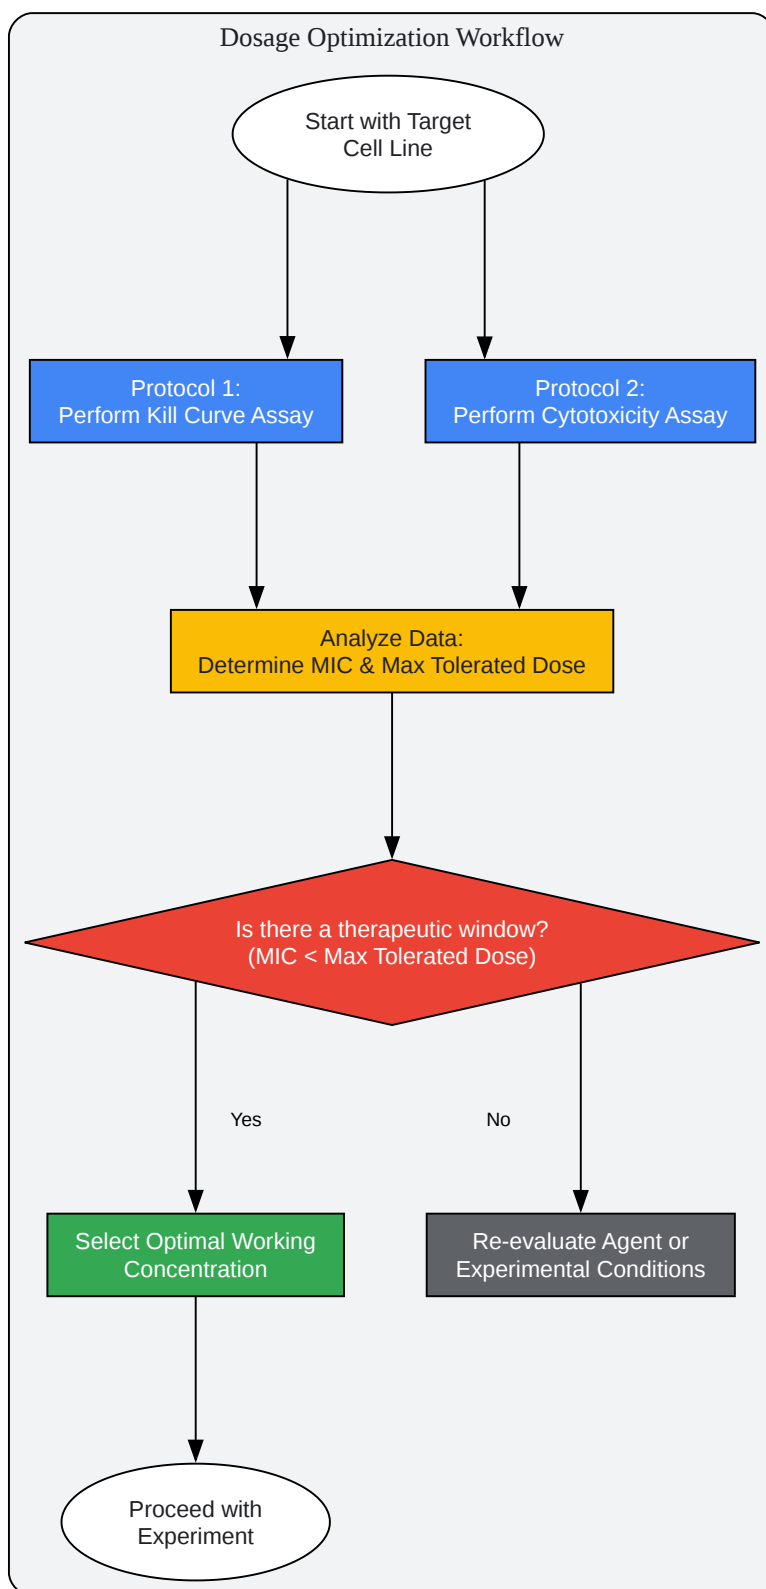 Dosage Optimization Workflow
Start with Target
Cell Line
Protocol 1:
Perform Kill Curve Assay
Protocol 2:
Perform Cytotoxicity Assay
Analyze Data:
Determine MIC & Max Tolerated Dose
Is there a therapeutic window?
(MIC < Max Tolerated Dose)
Yes
No
Select Optimal Working
Concentration
Re-evaluate Agent or
Experimental Conditions
Proceed with
Experiment